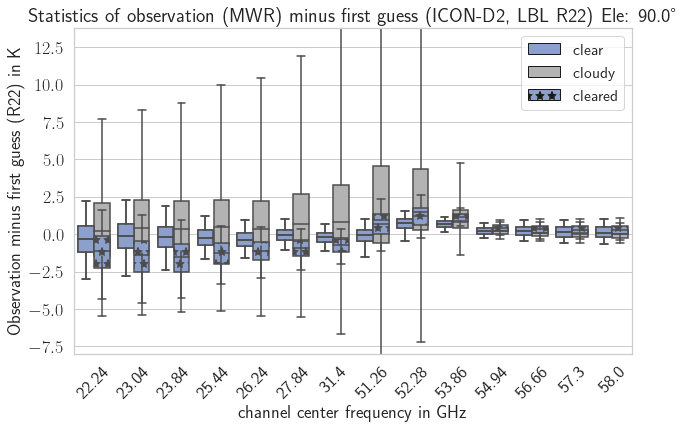 Statistics of observation (MWR) minus first guess (ICON-D2, LBL R22) Ele: 90.0°
Observation minus first guess (R22) in K
12.5
10.0
7.5
5.0
2.5
0.0
−2.5
−5.0
−7.5
clear
cloudy
cleared
22.24 23.04 23.84 25.44 26.24 27.84 31.4 51.26 52.28 53.86 54.94 56.66 57.3 58.0
channel center frequency in GHz